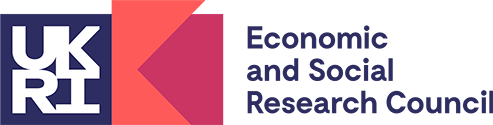 UK
RI
Economic
and Social
Research Council